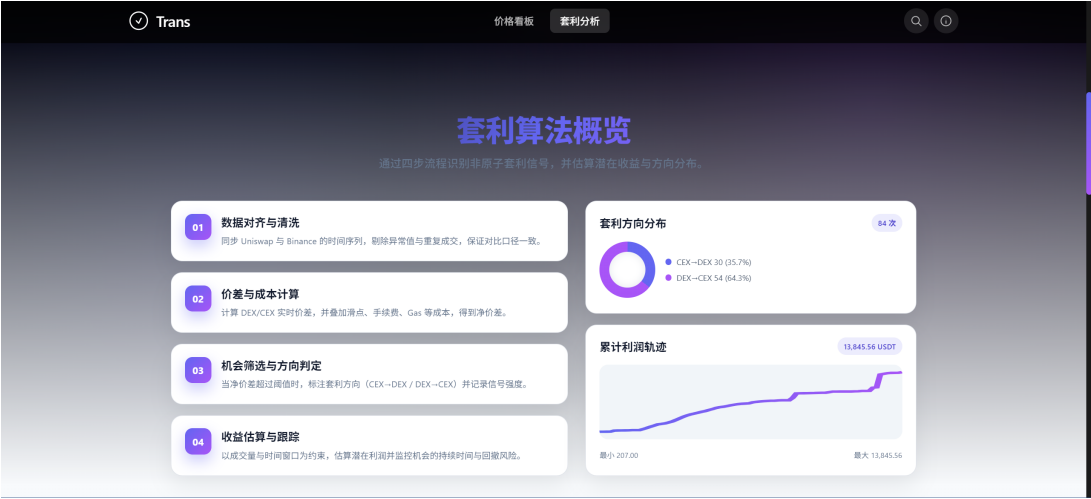 Trans
价格看板
套利分析
套利算法概览
通过四步流程识别非原子套利信号，并估算潜在收益与方向分布。
01
数据对齐与清洗
同步 Uniswap 与 Binance 的时间序列，剔除异常值与重复成交，保证对比口径一致。
02
价差与成本计算
计算 DEX/CEX 实时价差，并叠加滑点、手续费、Gas 等成本，得到净价差。
03
机会筛选与方向判定
当净价差超过阈值时，标注套利方向（CEX→DEX / DEX→CEX）并记录信号强度。
04
收益估算与跟踪
以成交量与时间窗口为约束，估算潜在利润并监控机会的持续时间与回撤风险。
套利方向分布
84 次
CEX→DEX 30 (35.7%)
DEX→CEX 54 (64.3%)
累计利润轨迹
13,845.56 USDT
最小 207.00
最大 13,845.56